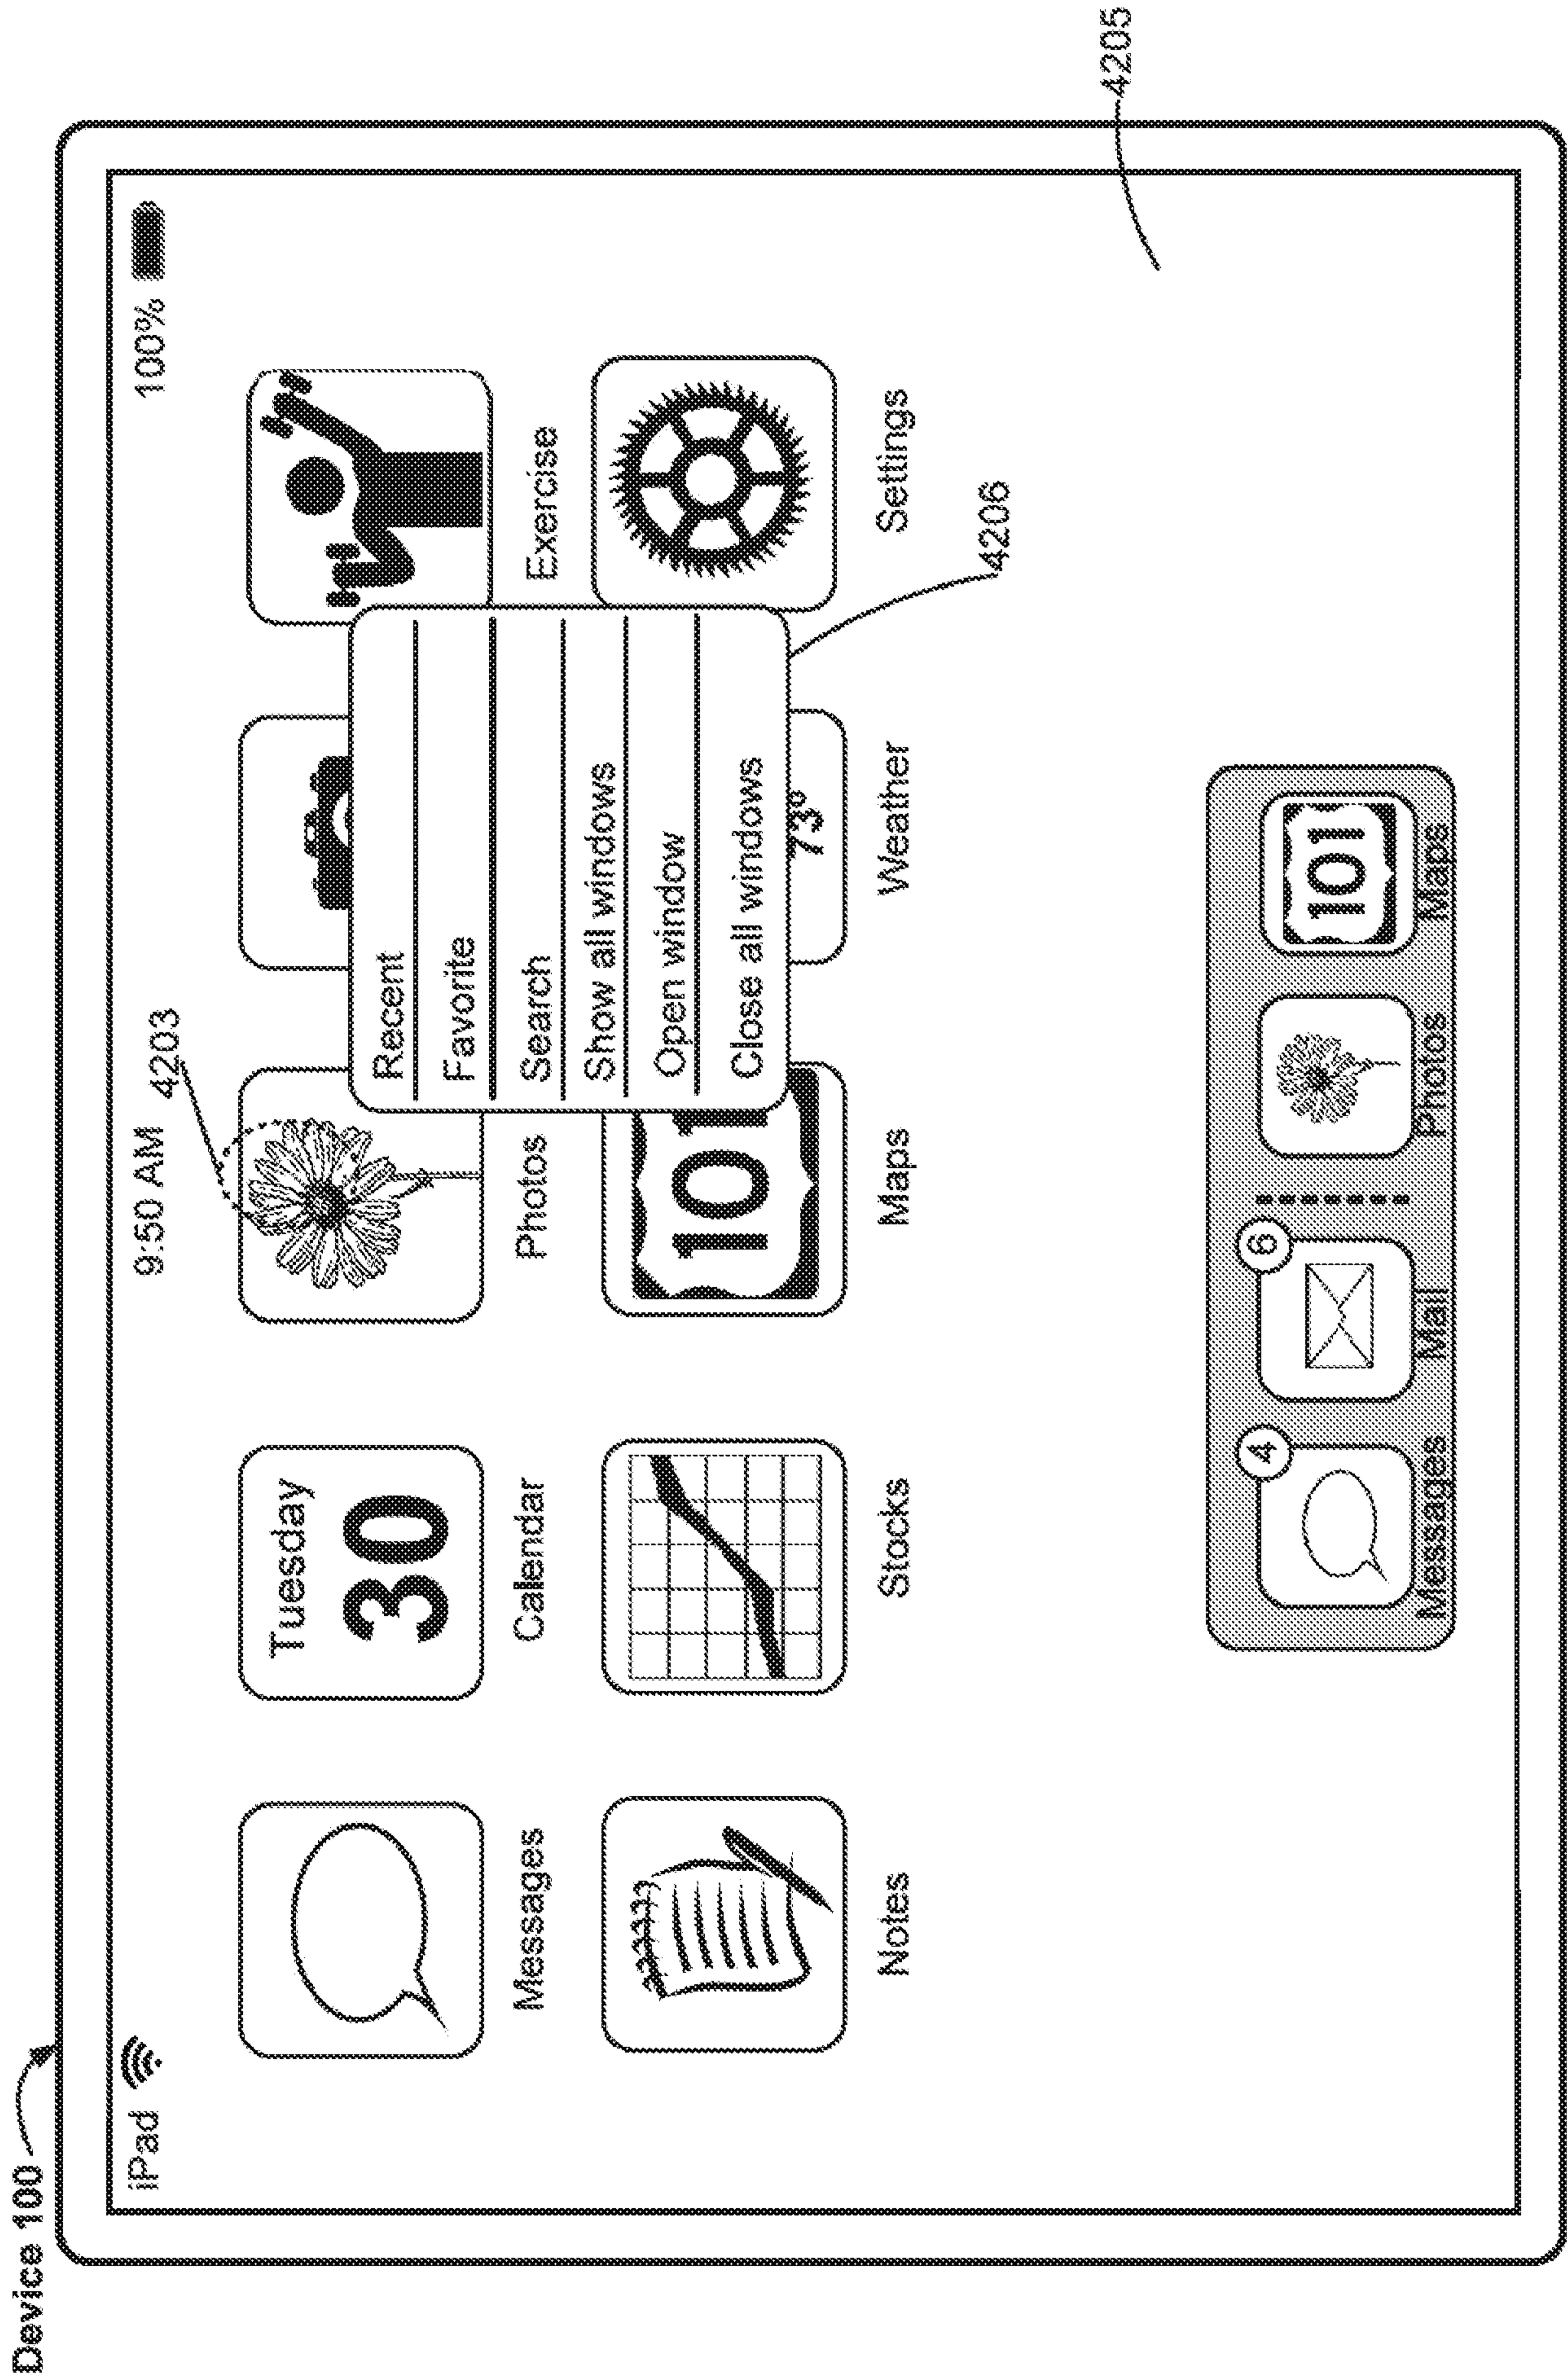 Device 100
iPad
9:50 AM
100%
4203
Tuesday
30
Messages
Calendar
Photos
Exercise
Recent
Favorite
Search
Show all windows
Open window
Close all windows
101
73°
Notes
Stocks
Maps
Weather
Settings
4206
4205
4
6
101
Messages
Mail
Photos
Maps